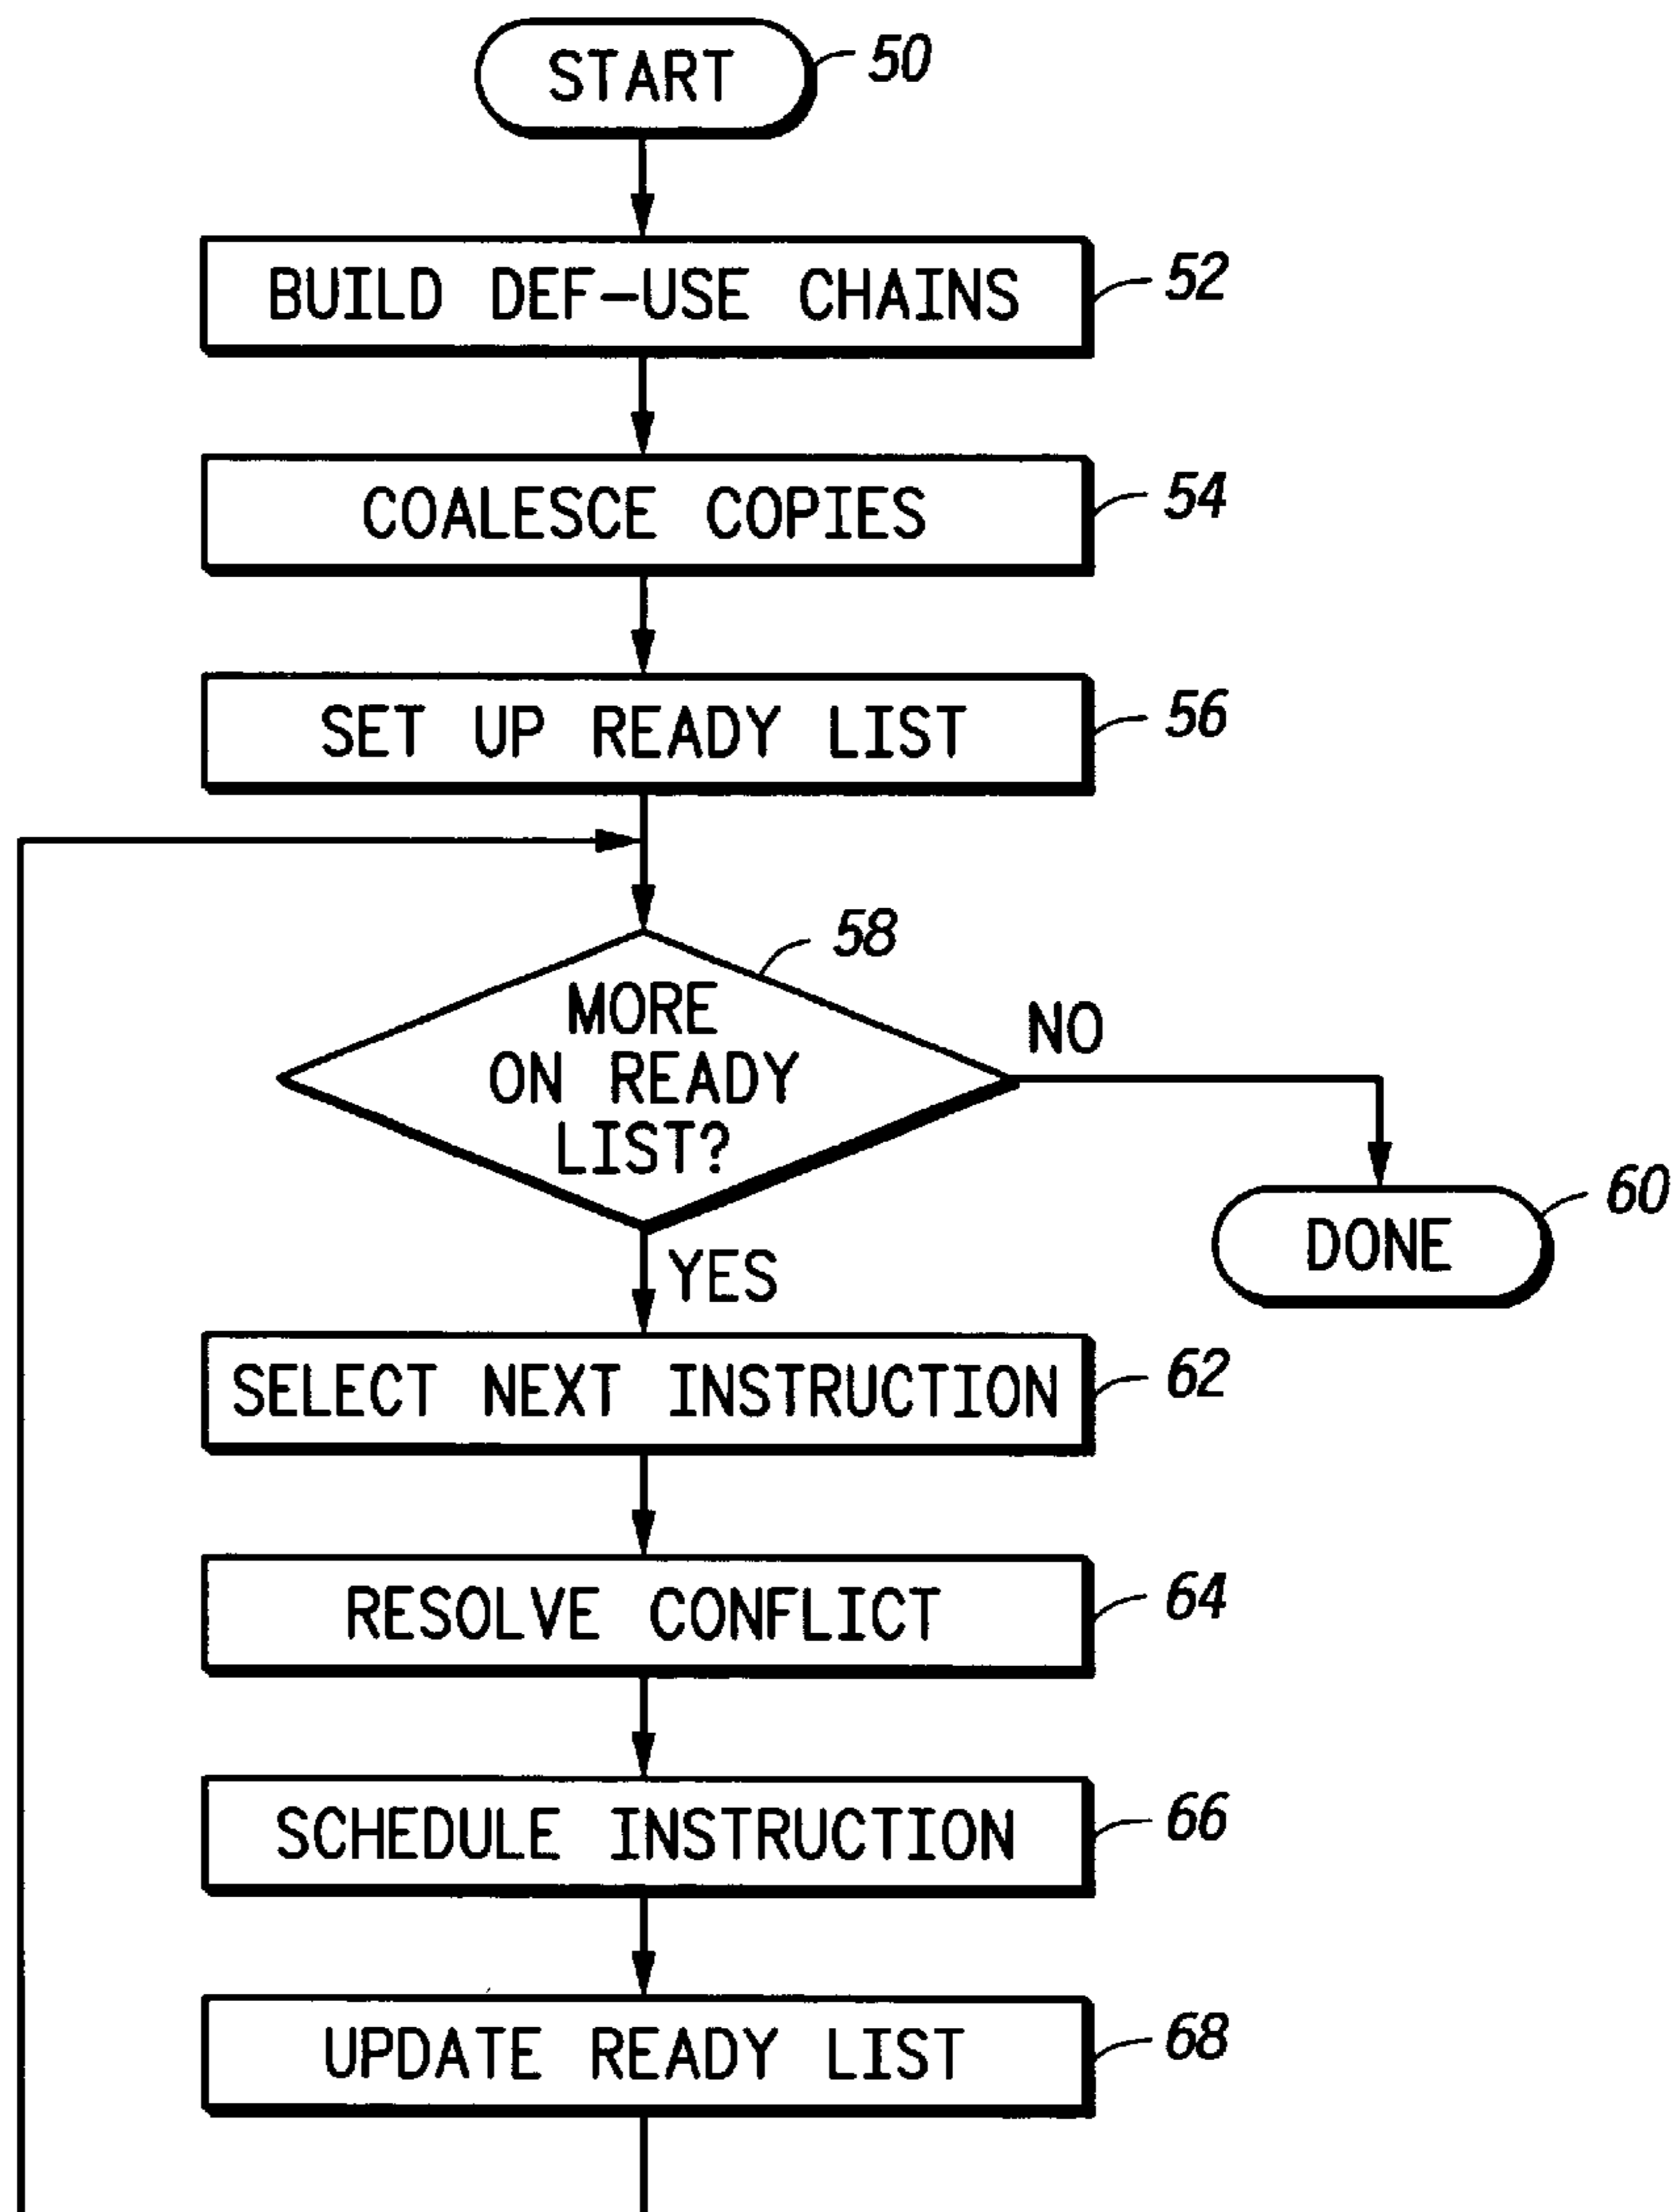 START
50
BUILD DEF-USE CHAINS
52
COALESCE COPIES
54
SET UP READY LIST
56
58
MORE
ON READY
LIST?
NO
YES
DONE
60
SELECT NEXT INSTRUCTION
62
RESOLVE CONFLICT
64
SCHEDULE INSTRUCTION
66
UPDATE READY LIST
68